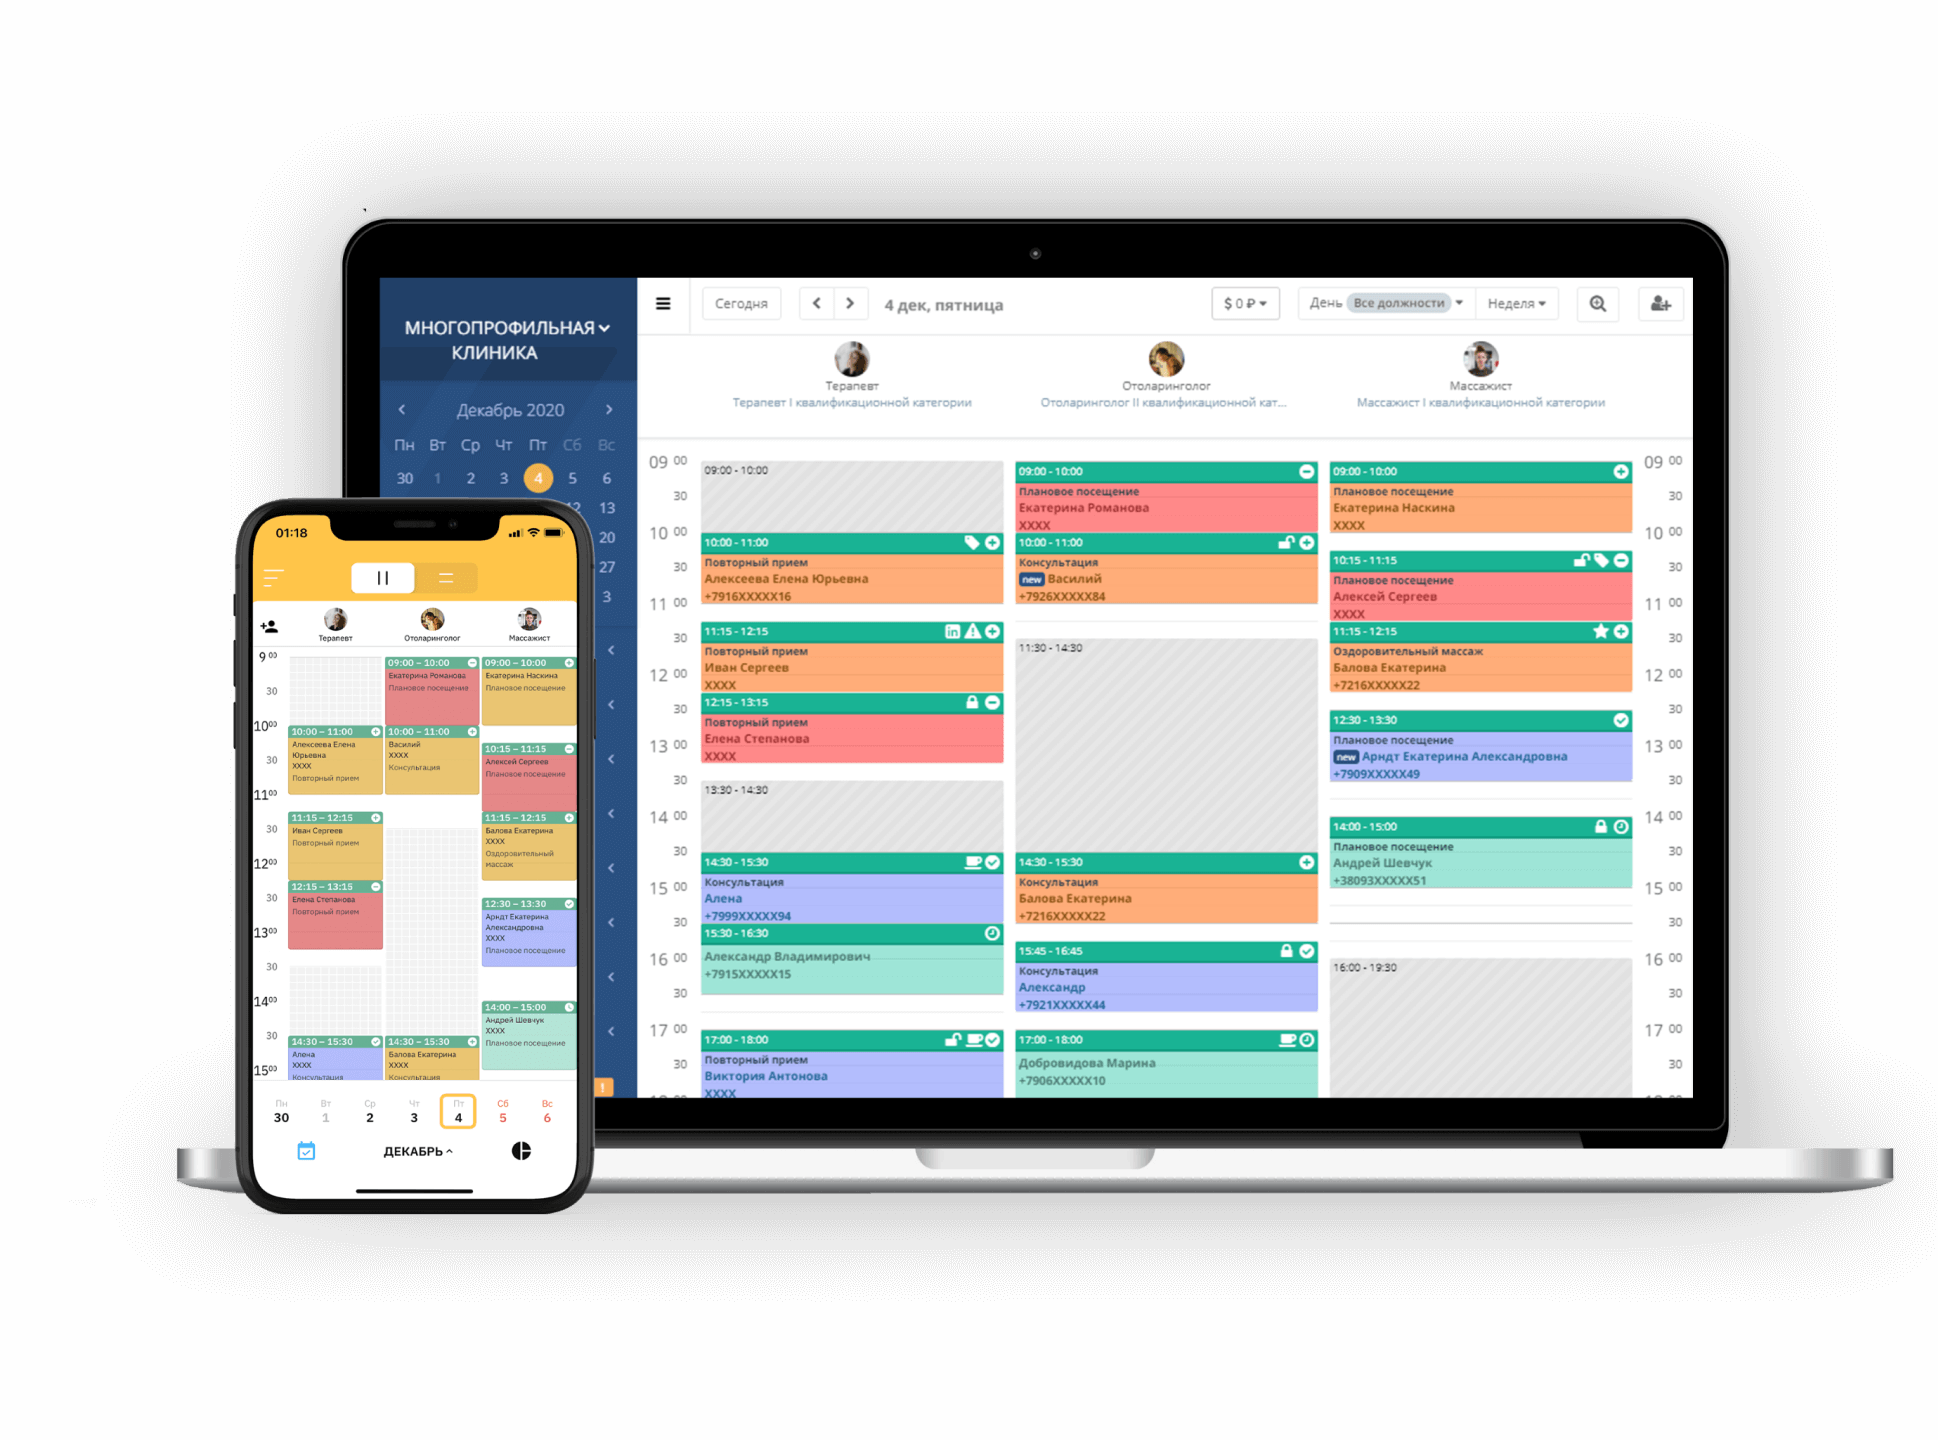 МНОГОПРОФИЛЬНАЯ
КЛИНИКА
Декабрь 2020
Пн Вт Ср Чт Пт Сб Вс
30 1 2 3 4 5 6
12 13
20
27
3
Сегодня
4 дек, пятница
$ 0 ₽
День Все должности
Неделя
Терапевт
Терапевт I квалификационной категории
Отоларинголог
Отоларинголог II квалификационной кат...
Массажист
Массажист I квалификационной категории
09 00
30
10 00
30
11 00
30
12 00
30
13 00
30
14 00
30
15 00
30
16 00
30
17 00
30
09:00 - 10:00
10:00 - 11:00
Повторный прием
Алексеева Елена Юрьевна
+7916XXXXX16
11:15 - 12:15
Повторный прием
Иван Сергеев
XXXX
12:15 - 13:15
Повторный прием
Елена Степанова
XXXX
13:30 - 14:30
14:30 - 15:30
Консультация
Алена
+7999XXXXX94
15:30 - 16:30
Александр Владимирович
+7915XXXXX15
17:00 - 18:00
Повторный прием
Виктория Антонова
XXXX
09:00 - 10:00
Плановое посещение
Екатерина Романова
XXXX
10:00 - 11:00
Консультация
new Василий
+7926XXXXX84
11:30 - 14:30
14:30 - 15:30
Консультация
Балова Екатерина
+7216XXXXX22
15:45 - 16:45
Консультация
Александр
+7921XXXXX44
17:00 - 18:00
Добровидова Марина
+7906XXXXX10
09:00 - 10:00
Плановое посещение
Екатерина Наскина
XXXX
10:15 - 11:15
Плановое посещение
Алексей Сергеев
XXXX
11:15 - 12:15
Оздоровительный массаж
Балова Екатерина
+7216XXXXX22
12:30 - 13:30
Плановое посещение
new Арндт Екатерина Александровна
+7909XXXXX49
14:00 - 15:00
Плановое посещение
Андрей Шевчук
+38093XXXXX51
16:00 - 19:30
09 00
30
10 00
30
11 00
30
12 00
30
13 00
30
14 00
30
15 00
30
16 00
30
17 00
30
01:18
Терапевт
Отоларинголог
Массажист
9 00
30
10 00
30
11 00
30
12 00
30
13 00
30
14 00
30
15 00
10:00 – 11:00
Алексеева Елена
Юрьевна
XXXX
Повторный прием
11:15 – 12:15
Иван Сергеев
Повторный прием
12:15 – 13:15
Елена Степанова
Повторный прием
14:30 – 15:30
Алена
XXXX
Консультация
09:00 – 10:00
Екатерина Романова
Плановое посещение
10:00 – 11:00
Василий
XXXX
Консультация
14:30 – 15:30
Балова Екатерина
XXXX
Консультация
09:00 – 10:00
Екатерина Наскина
Плановое посещение
10:15 – 11:15
Алексей Сергеев
Плановое посещение
11:15 – 12:15
Балова Екатерина
XXXX
Оздоровительный
массаж
12:30 – 13:30
Арндт Екатерина
Александровна
XXXX
Плановое посещение
14:00 – 15:00
Андрей Шевчук
XXXX
Плановое посещение
Пн Вт Ср Чт Пт Сб Вс
30 1 2 3 4 5 6
ДЕКАБРЬ